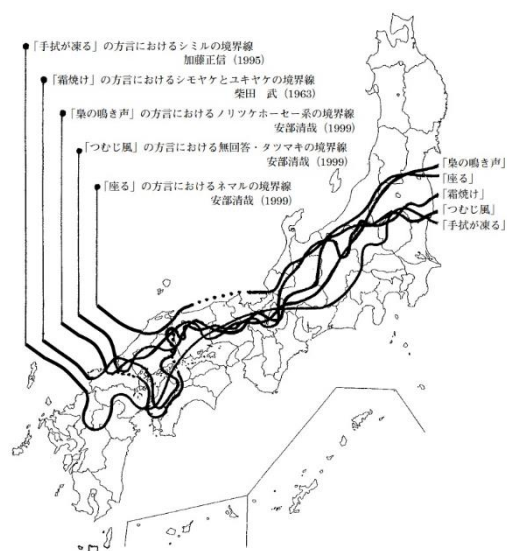 「手拭が凍る」の方言におけるシミルの境界線
加藤正信(1995)
「霜焼け」の方言におけるシモヤケとユキヤケの境界線
柴田 武(1963)
「梟の鳴き声」の方言におけるノリツケホーセー系の境界線
安部清哉(1999)
「つむじ風」の方言における無回答・タツマキの境界線
安部清哉(1999)
「座る」の方言におけるネマルの境界線
安部清哉(1999)
「梟の鳴き声」
「座る」
「霜焼け」
「つむじ風」
「手拭が凍る」